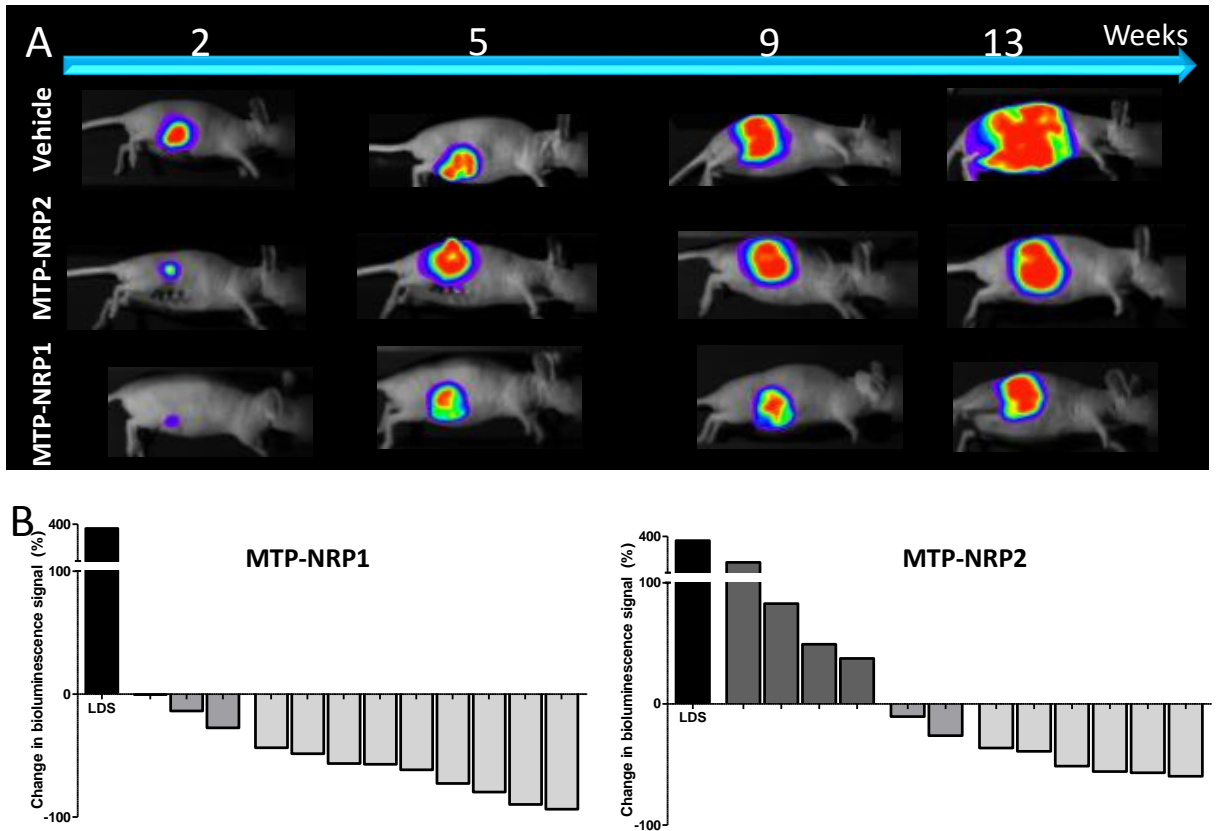 A
2 5 9 13 Weeks
Vehicle
MTP-NRP2
MTP-NRP1
B
Change in bioluminescence signal (%)
400
100
0
-100
MTP-NRP1
LDS
Change in bioluminescence signal (%)
400
100
0
-100
MTP-NRP2
LDS